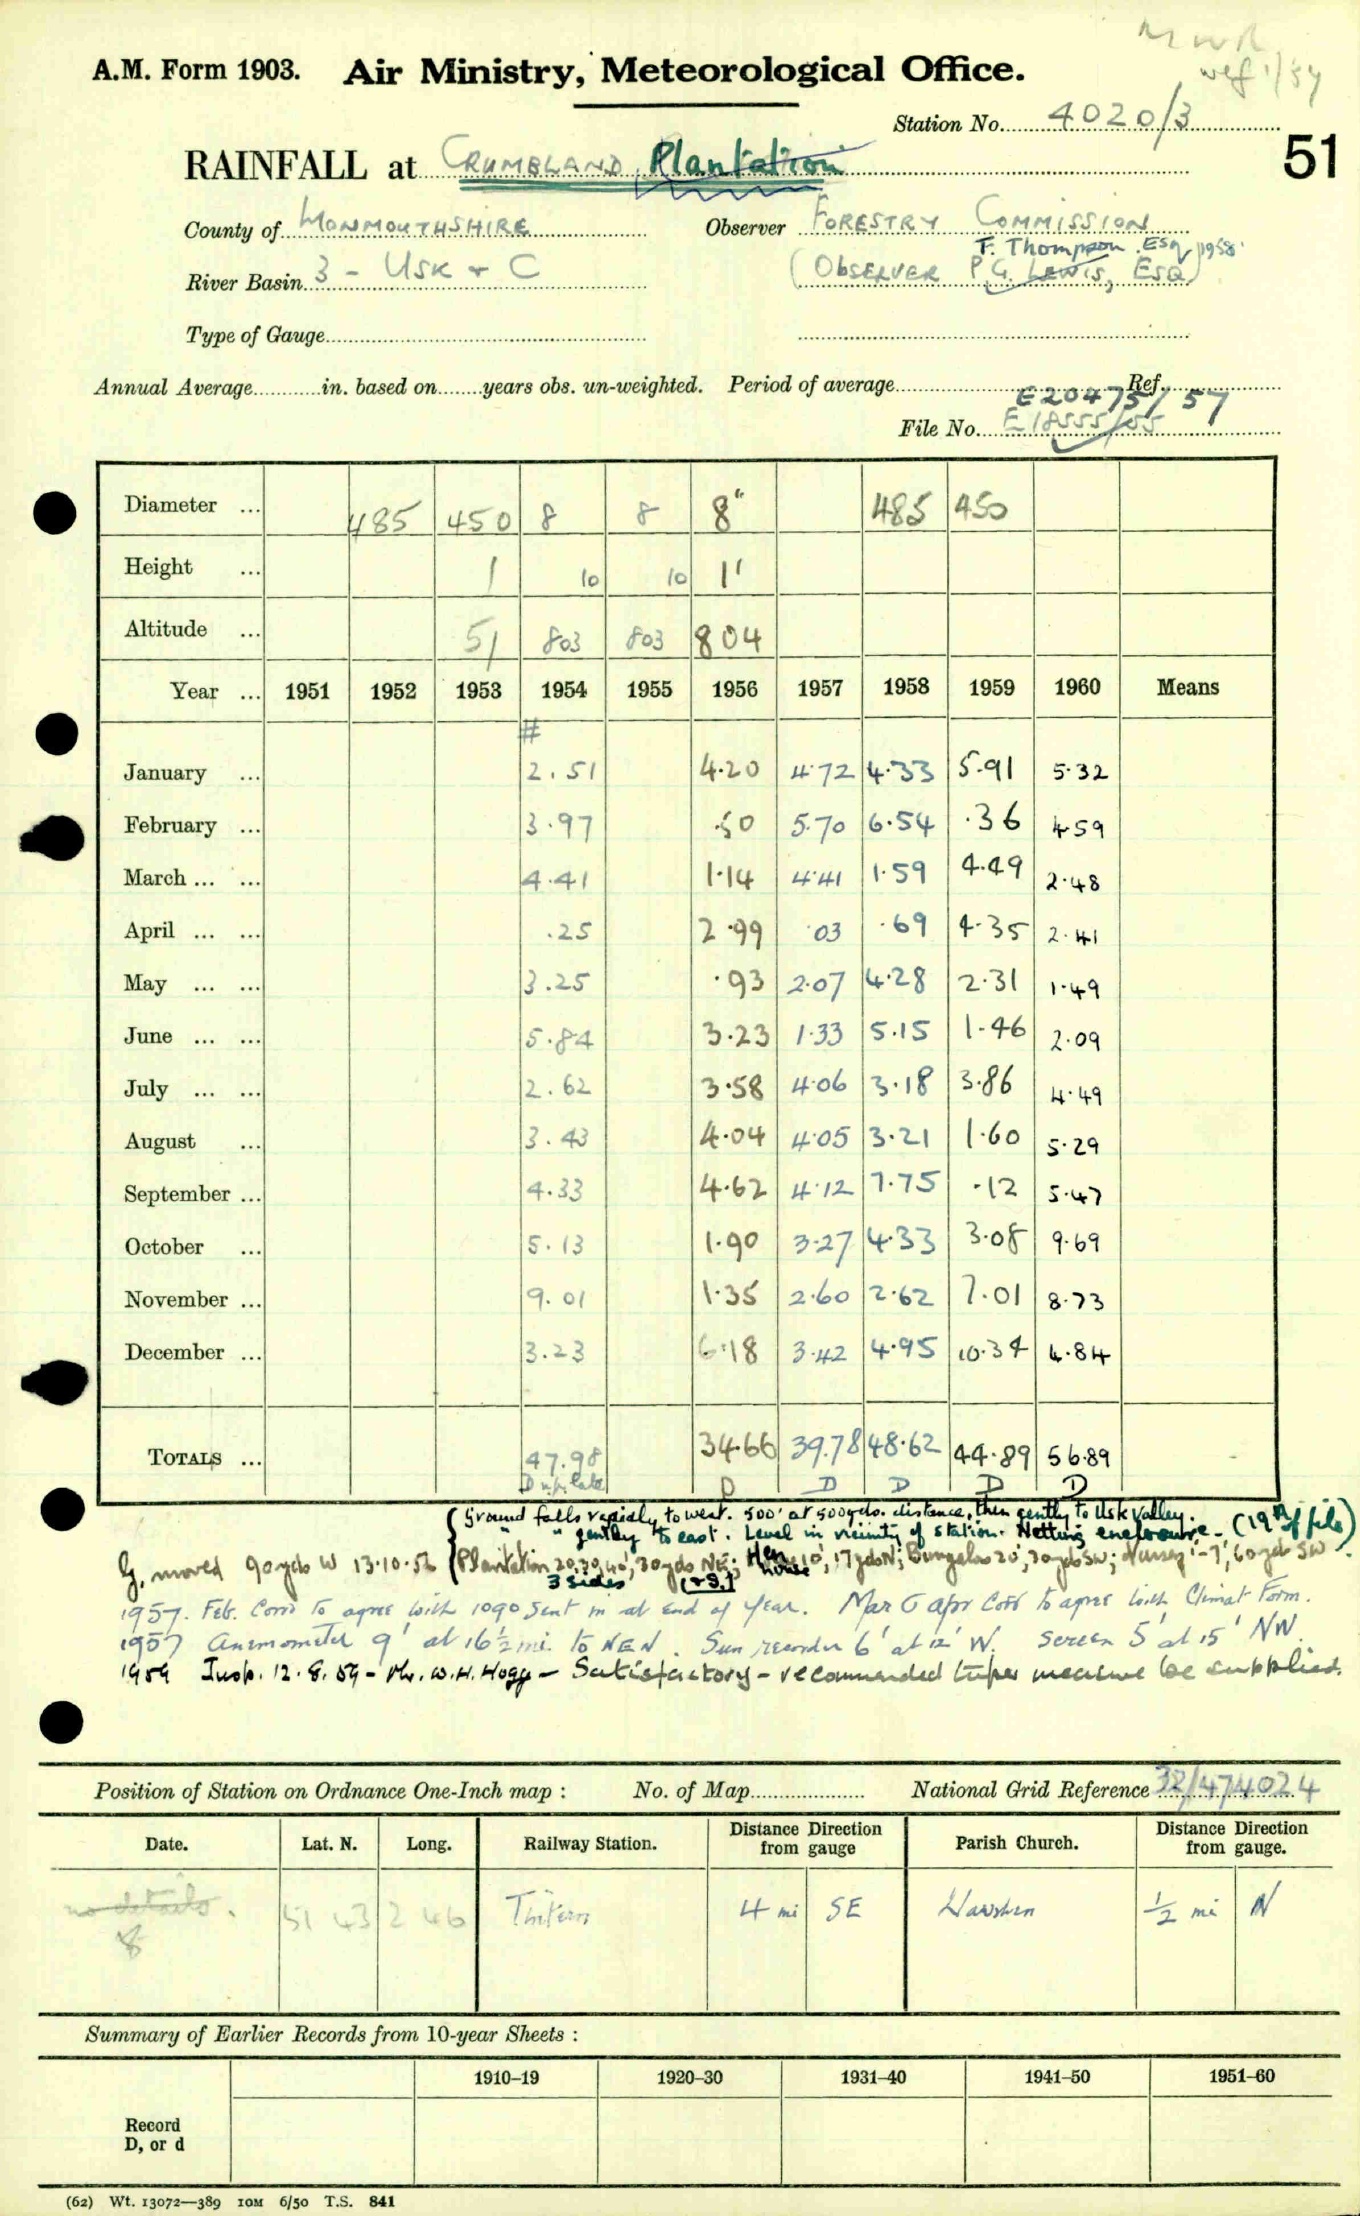 M W R
wef 1/54
A.M. Form 1903. Air Ministry, Meteorological Office.
Station No. 4020/3
51
RAINFALL at CRUMBLAND Plantation
County of MONMOUTHSHIRE Observer FORESTRY COMMISSION
F. Thompson Esq 1958
River Basin 3 - USK & C (OBSERVER P.G. LEWIS, ESQ)
Type of Gauge
Annual Average in. based on years obs. un-weighted. Period of average Ref.
E20475/57
File No. E18555/55
Diameter ... 485 450 8 8 8" 485 450
Height ... 1 10 10 1'
Altitude ... 51 803 803 804
Year ... 1951 1952 1953 1954 1955 1956 1957 1958 1959 1960 Means
#
January ... 2.51 4.20 4.72 4.33 5.91 5.32
February ... 3.97 .50 5.70 6.54 .36 4.59
March ... ... 4.41 1.14 4.41 1.59 4.49 2.48
April ... ... .25 2.99 .03 .69 4.35 2.41
May ... ... 3.25 .93 2.07 4.28 2.31 1.49
June ... ... 5.84 3.23 1.33 5.15 1.46 2.09
July ... ... 2.62 3.58 4.06 3.18 3.86 4.49
August ... 3.43 4.04 4.05 3.21 1.60 5.29
September ... 4.33 4.62 4.12 7.75 .12 5.47
October ... 5.13 1.90 3.27 4.33 3.08 9.69
November ... 9.01 1.35 2.60 2.62 7.01 8.73
December ... 3.23 6.18 3.42 4.95 10.34 4.84
TOTALS ... 47.98 34.66 39.78 48.62 44.89 56.89
Duplicate D D D D D
Ground falls rapidly to west. 500' at 500yds. distance, then gently to Usk Valley.
" " gently to east. Level in vicinity of station. Netting enclosure. (19A of file)
G. moved 90yds W 13.10.56 Plantation 20,30,40', 30yds NE; Hen house 10', 17ydsN; Bungalow 20', 30yds SW; Nursery 1-7', 60yds SW
3 sides (+S.)
1957. Feb. Corrd to agree with 1090 sent in at end of year. Mar & apr Corr to agree with Climat Form.
1957 Anemometer 9' at 16½ to NEN. Sun recorder 6' at 12' W. Screen 5' at 15' NW.
1959 Insp. 12.8.59 - Mr. W.H. Hogg - Satisfactory - recommended taper measure be supplied.
Position of Station on Ordnance One-Inch map : No. of Map National Grid Reference 32/474024
Date. Lat. N. Long. Railway Station. Distance from Direction gauge Parish Church. Distance from Direction gauge.
no details. 51 43 2 46 Tintern 4 mi SE ½ mi N
8
Summary of Earlier Records from 10-year Sheets :
1910–19 1920–30 1931–40 1941–50 1951–60
Record
D, or d
(62) Wt. 13072—389 10M 6/50 T.S. 841